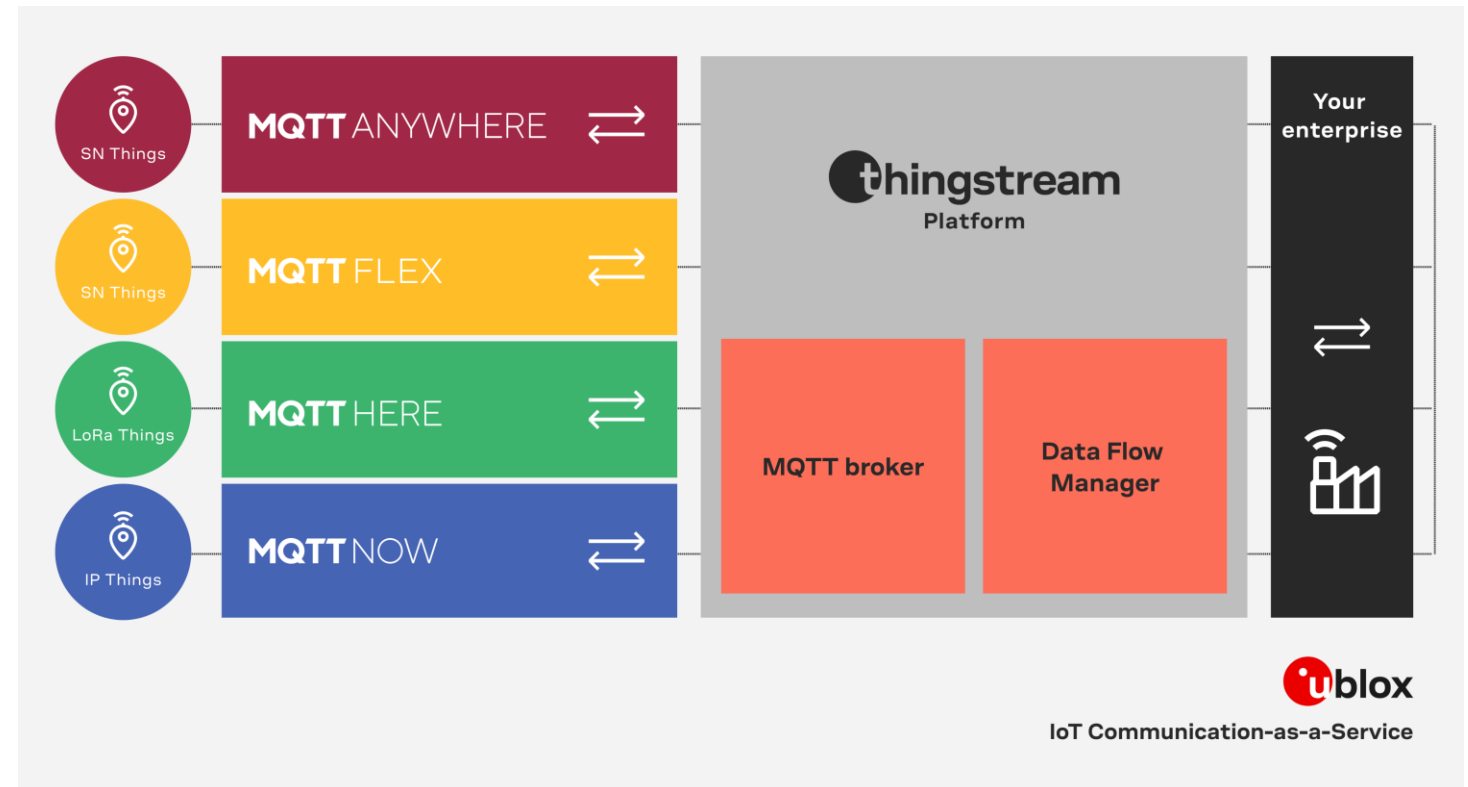 SN Things
MQTT ANYWHERE
SN Things
MQTT FLEX
LoRa Things
MQTT HERE
IP Things
MQTT NOW
thingstream
Platform
MQTT broker
Data Flow
Manager
Your
enterprise
ublox
IoT Communication-as-a-Service